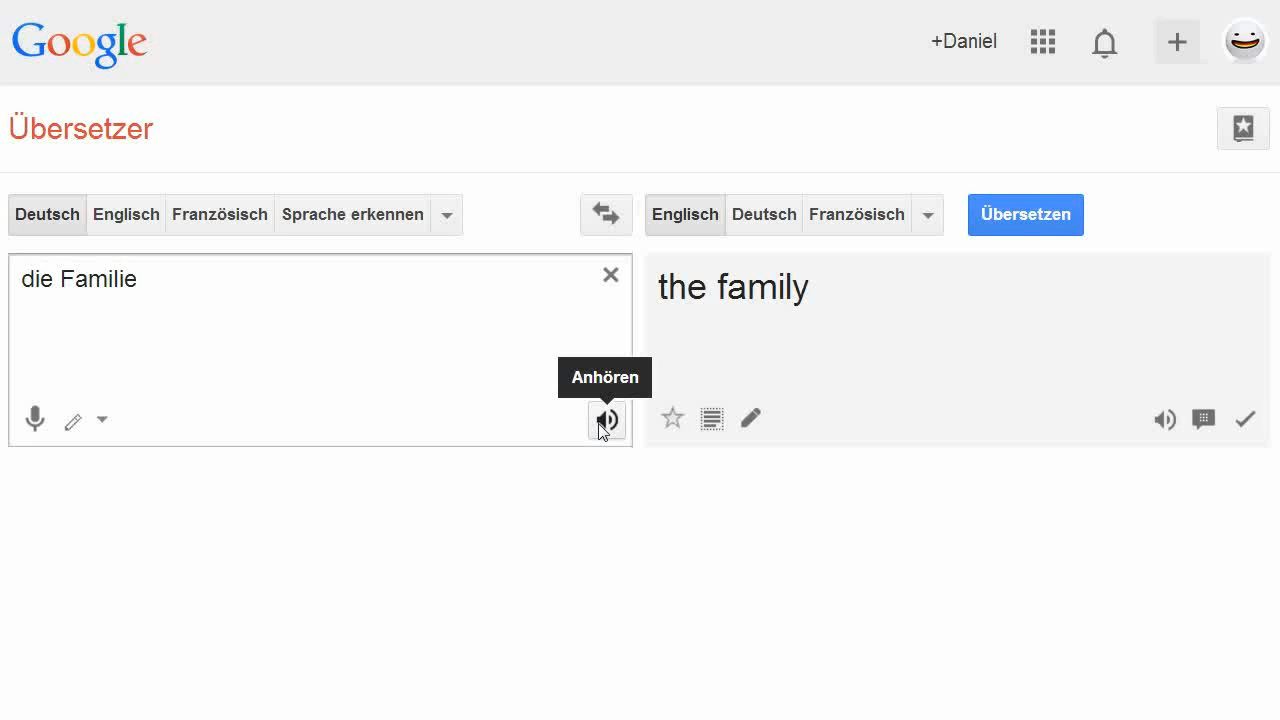 Google
+Daniel
Übersetzer
Deutsch Englisch Französisch Sprache erkennen
Englisch Deutsch Französisch
Übersetzen
die Familie
the family
Anhören